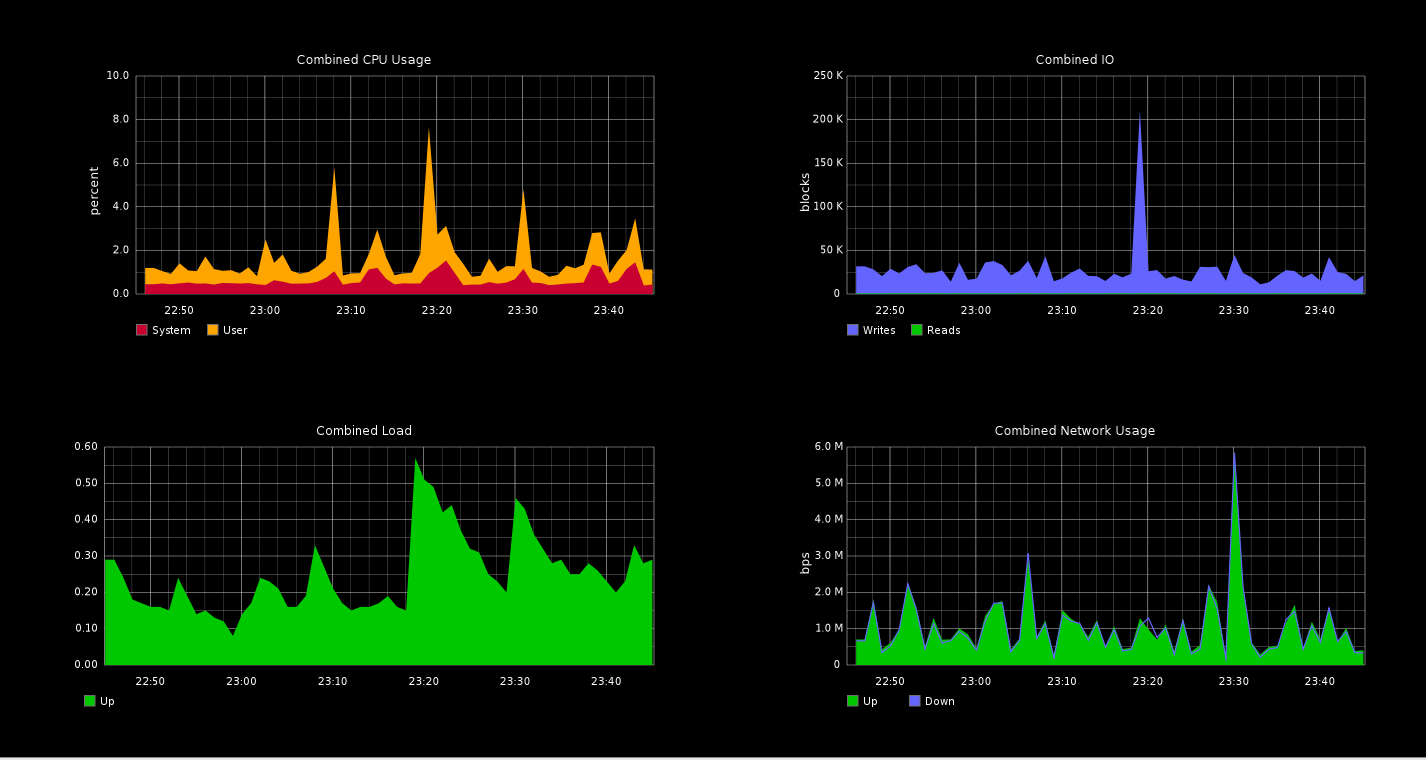 Combined CPU Usage
10.0
8.0
6.0
4.0
2.0
0.0
percent
22:50 23:00 23:10 23:20 23:30 23:40
System User
Combined IO
250 K
200 K
150 K
100 K
50 K
0
blocks
22:50 23:00 23:10 23:20 23:30 23:40
Writes Reads
Combined Load
0.60
0.50
0.40
0.30
0.20
0.10
0.00
22:50 23:00 23:10 23:20 23:30 23:40
Up
Combined Network Usage
6.0 M
5.0 M
4.0 M
3.0 M
2.0 M
1.0 M
0
bps
22:50 23:00 23:10 23:20 23:30 23:40
Up Down